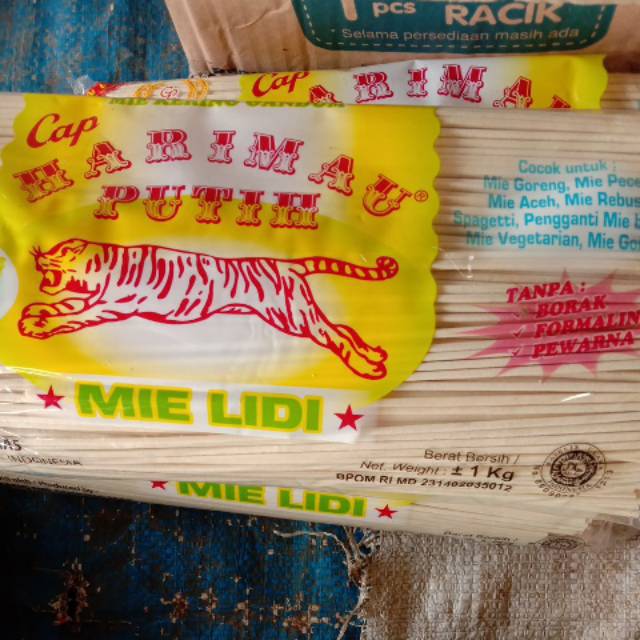 pcs RACIK
Selama persediaan masih ada
Cap HARIMAU
Cap
HARIMAU®
PUTIH
MIE LIDI
Cocok untuk :
Mie Goreng, Mie
Mie Aceh, Mie Rebus
Spagetti, Pengganti Mie
Mie Vegetarian, Mie
TANPA :
✓ BORAK
✓ FORMALIN
✓ PEWARNA
INDONESIA
Berat Bersih /
Net. Weight : ± 1 Kg
BPOM RI MD 231402035012
MIE LIDI